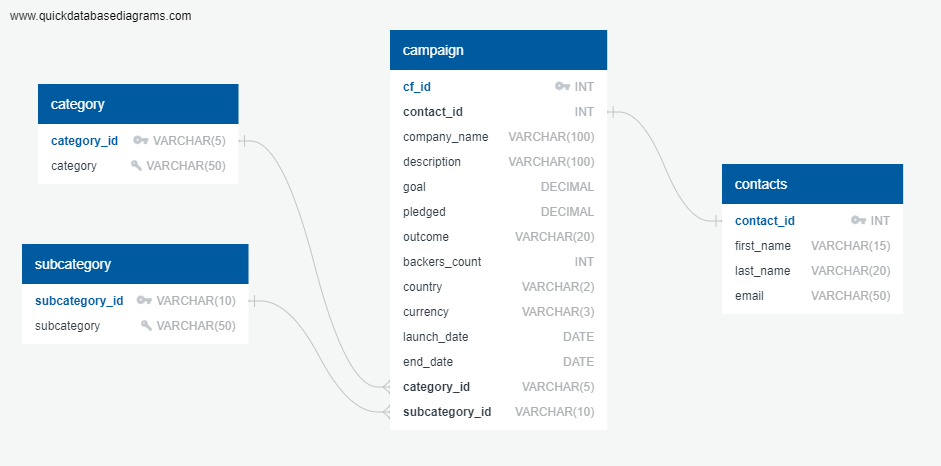 www.quickdatabasediagrams.com
category
category_id VARCHAR(5)
category VARCHAR(50)
subcategory
subcategory_id VARCHAR(10)
subcategory VARCHAR(50)
campaign
cf_id INT
contact_id INT
company_name VARCHAR(100)
description VARCHAR(100)
goal DECIMAL
pledged DECIMAL
outcome VARCHAR(20)
backers_count INT
country VARCHAR(2)
currency VARCHAR(3)
launch_date DATE
end_date DATE
category_id VARCHAR(5)
subcategory_id VARCHAR(10)
contacts
contact_id INT
first_name VARCHAR(15)
last_name VARCHAR(20)
email VARCHAR(50)